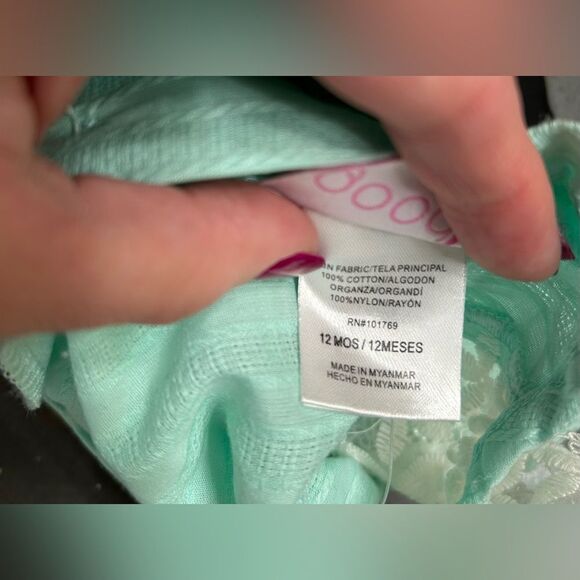 N FABRIC/TELA PRINCIPAL
100% COTTON/ALGODON
ORGANZA/ORGANDÍ
100%NYLON/RAYÓN
RN#101769
12 MOS / 12MESES
MADE IN MYANMAR
HECHO EN MYANMAR